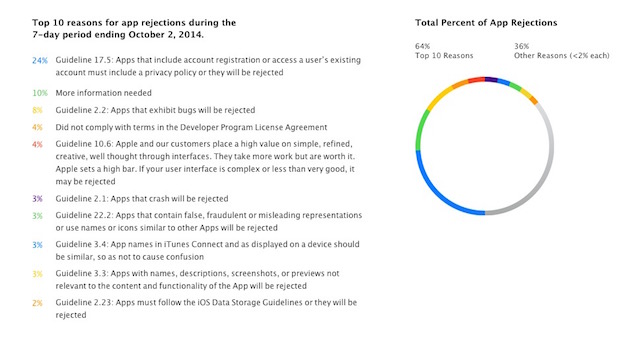 Top 10 reasons for app rejections during the
7-day period ending October 2, 2014.
24% Guideline 17.5: Apps that include account registration or access a user's existing
account must include a privacy policy or they will be rejected
10% More information needed
8% Guideline 2.2: Apps that exhibit bugs will be rejected
4% Did not comply with terms in the Developer Program License Agreement
4% Guideline 10.6: Apple and our customers place a high value on simple, refined,
creative, well thought through interfaces. They take more work but are worth it.
Apple sets a high bar. If your user interface is complex or less than very good, it
may be rejected
3% Guideline 2.1: Apps that crash will be rejected
3% Guideline 22.2: Apps that contain false, fraudulent or misleading representations
or use names or icons similar to other Apps will be rejected
3% Guideline 3.4: App names in iTunes Connect and as displayed on a device should
be similar, so as not to cause confusion
3% Guideline 3.3: Apps with names, descriptions, screenshots, or previews not
relevant to the content and functionality of the App will be rejected
2% Guideline 2.23: Apps must follow the iOS Data Storage Guidelines or they will be
rejected
Total Percent of App Rejections
64% 36%
Top 10 Reasons Other Reasons (<2% each)